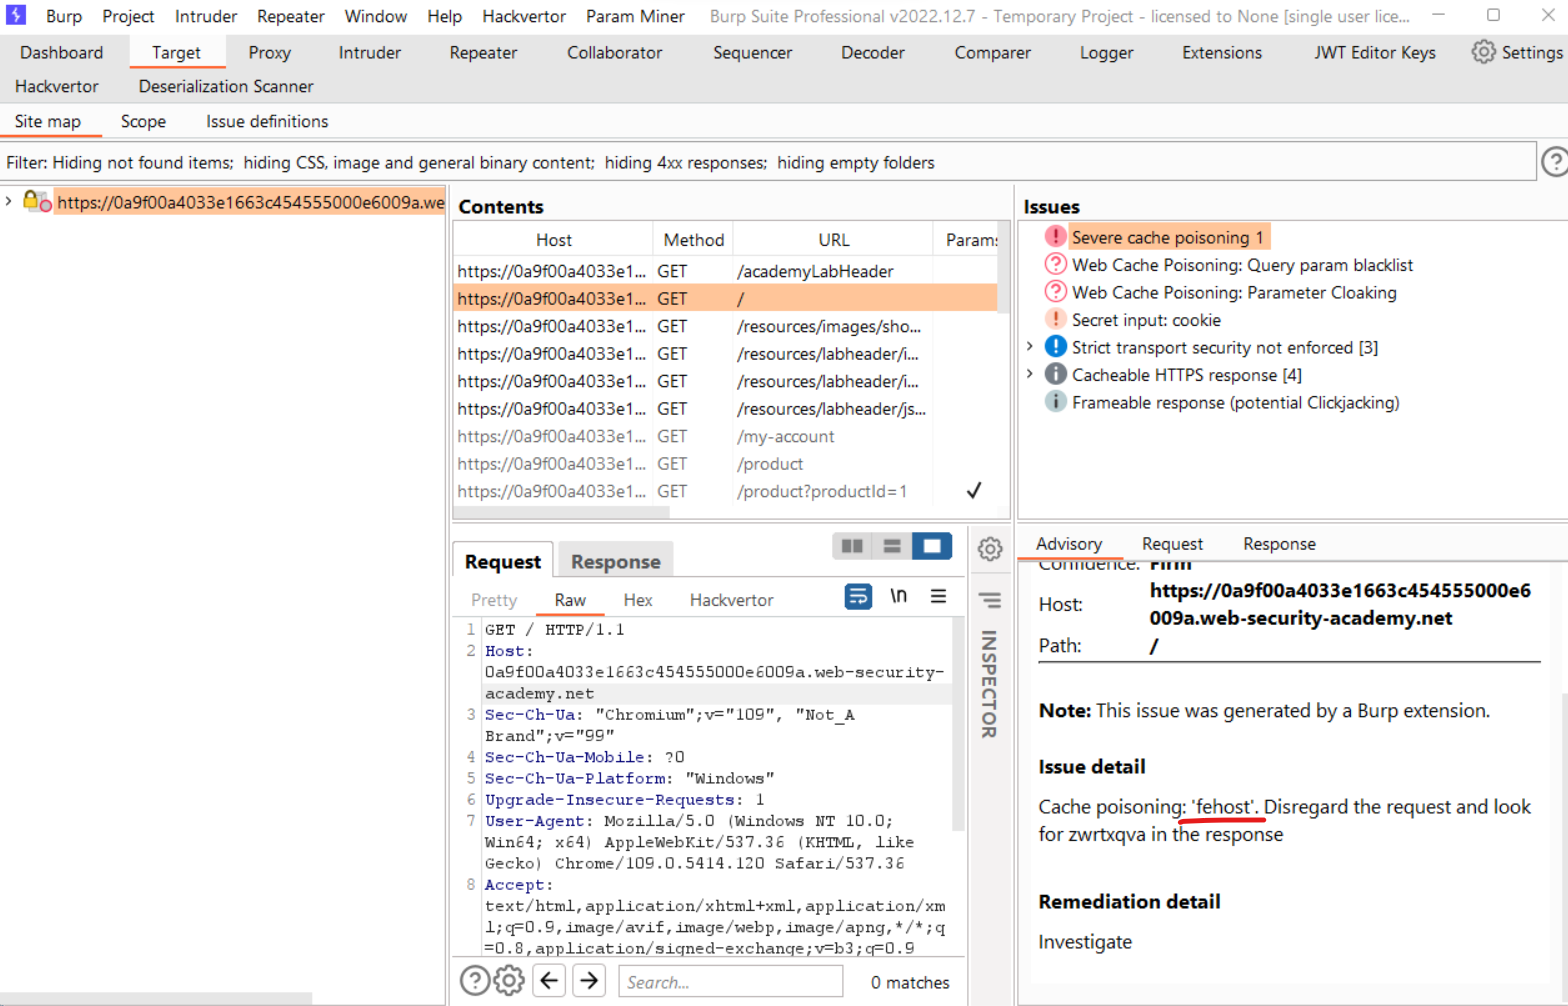 Burp Project Intruder Repeater Window Help Hackvertor Param Miner Burp Suite Professional v2022.12.7 - Temporary Project - licensed to None [single user lice...
Dashboard Target Proxy Intruder Repeater Collaborator Sequencer Decoder Comparer Logger Extensions JWT Editor Keys Settings
Hackvertor Deserialization Scanner
Site map Scope Issue definitions
Filter: Hiding not found items; hiding CSS, image and general binary content; hiding 4xx responses; hiding empty folders
https://0a9f00a4033e1663c454555000e6009a.we
Contents
Host Method URL Params
https://0a9f00a4033e1... GET /academyLabHeader
https://0a9f00a4033e1... GET /
https://0a9f00a4033e1... GET /resources/images/sho...
https://0a9f00a4033e1... GET /resources/labheader/i...
https://0a9f00a4033e1... GET /resources/labheader/i...
https://0a9f00a4033e1... GET /resources/labheader/js...
https://0a9f00a4033e1... GET /my-account
https://0a9f00a4033e1... GET /product
https://0a9f00a4033e1... GET /product?productId=1 ✓
Issues
Severe cache poisoning 1
Web Cache Poisoning: Query param blacklist
Web Cache Poisoning: Parameter Cloaking
Secret input: cookie
Strict transport security not enforced [3]
Cacheable HTTPS response [4]
Frameable response (potential Clickjacking)
Request Response
Pretty Raw Hex Hackvertor \n
1 GET / HTTP/1.1
2 Host:
0a9f00a4033e1663c454555000e6009a.web-security-
academy.net
3 Sec-Ch-Ua: "Chromium";v="109", "Not_A
Brand";v="99"
4 Sec-Ch-Ua-Mobile: ?0
5 Sec-Ch-Ua-Platform: "Windows"
6 Upgrade-Insecure-Requests: 1
7 User-Agent: Mozilla/5.0 (Windows NT 10.0;
Win64; x64) AppleWebKit/537.36 (KHTML, like
Gecko) Chrome/109.0.5414.120 Safari/537.36
8 Accept:
text/html,application/xhtml+xml,application/xm
l;q=0.9,image/avif,image/webp,image/apng,*/*;q
=0.8,application/signed-exchange;v=b3;q=0.9
Search...
0 matches
INSPECTOR
Advisory Request Response
Confidence: Firm
Host: https://0a9f00a4033e1663c454555000e6
009a.web-security-academy.net
Path: /
Note: This issue was generated by a Burp extension.
Issue detail
Cache poisoning: 'fehost'. Disregard the request and look
for zwrtxqva in the response
Remediation detail
Investigate